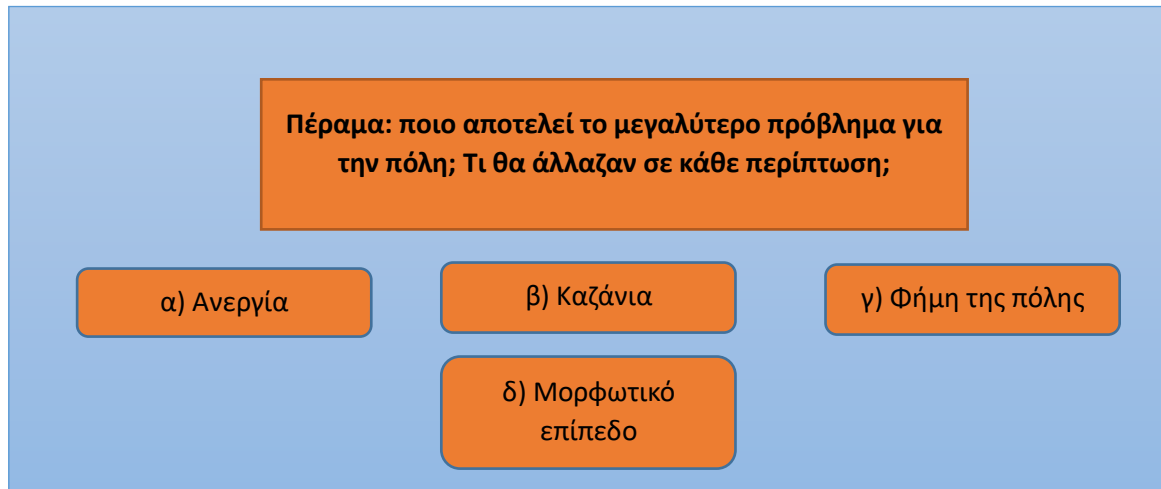 Πέραμα: ποιο αποτελεί το μεγαλύτερο πρόβλημα για
την πόλη; Τι θα άλλαζαν σε κάθε περίπτωση;
α) Ανεργία
β) Καζάνια
γ) Φήμη της πόλης
δ) Μορφωτικό
επίπεδο